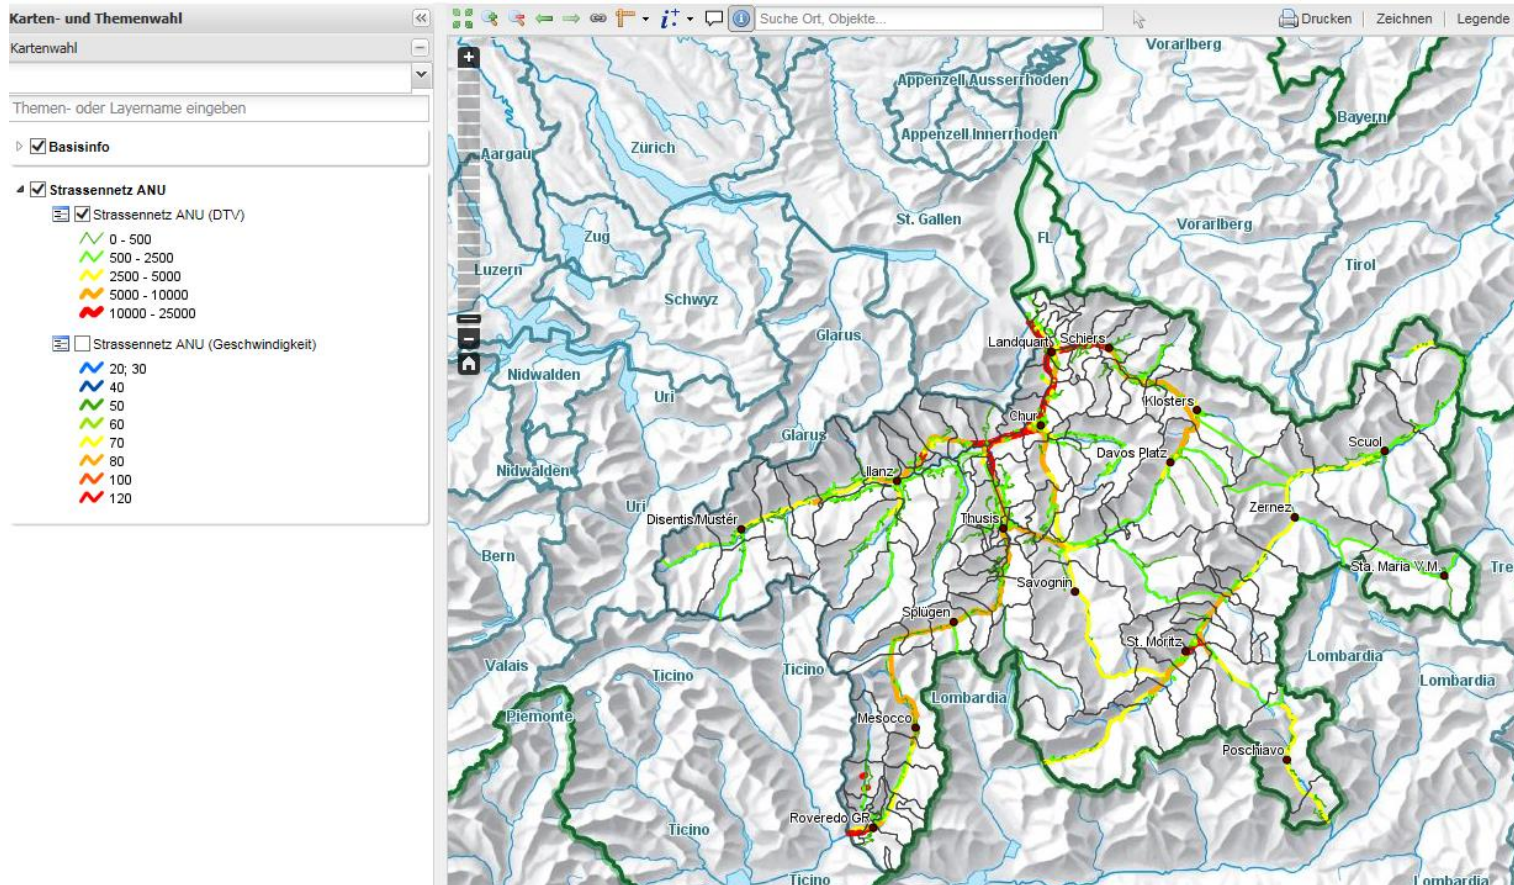 Karten- und Themenwahl
Kartenwahl
Themen- oder Layername eingeben
Basisinfo
Strassennetz ANU
Strassennetz ANU (DTV)
0 - 500
500 - 2500
2500 - 5000
5000 - 10000
10000 - 25000
Strassennetz ANU (Geschwindigkeit)
20; 30
40
50
60
70
80
100
120
Suche Ort, Objekte...
Drucken
Zeichnen
Legende
Vorarlberg
Appenzell Ausserrhoden
Bayern
Appenzell Innerrhoden
Zürich
Aargau
St. Gallen
Vorarlberg
Zug
FL
Tirol
Luzern
Schwyz
Glarus
Landquart
Schiers
Nidwalden
Uri
Klosters
Chur
Glarus
Scuol
Davos Platz
Nidwalden
Ilanz
Uri
Zernez
Disentis/Mustér
Thusis
Bern
Sta. Maria V.M.
Tre
Savognin
Splügen
St. Moritz
Lombardia
Valais
Ticino
Ticino
Lombardia
Lombardia
Piemonte
Mesocco
Poschiavo
Roveredo GR
Ticino
Ticino
Lombardia